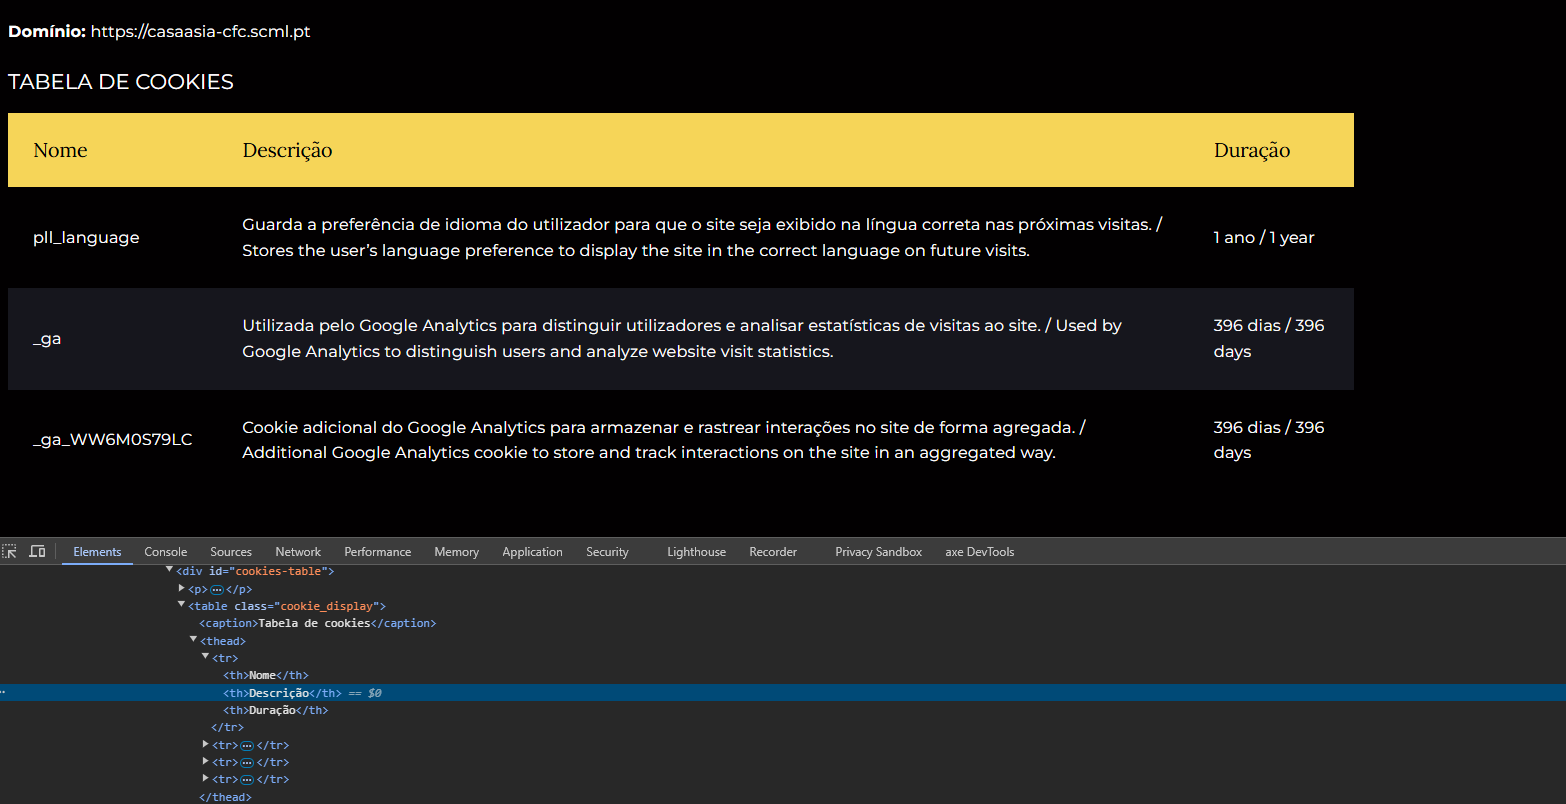 Domínio: https://casaasia-cfc.scml.pt
TABELA DE COOKIES
Nome Descrição Duração
pll_language
Guarda a preferência de idioma do utilizador para que o site seja exibido na língua correta nas próximas visitas. /
Stores the user’s language preference to display the site in the correct language on future visits.
1 ano / 1 year
_ga
Utilizada pelo Google Analytics para distinguir utilizadores e analisar estatísticas de visitas ao site. / Used by
Google Analytics to distinguish users and analyze website visit statistics.
396 dias / 396
days
_ga_WW6M0S79LC
Cookie adicional do Google Analytics para armazenar e rastrear interações no site de forma agregada. /
Additional Google Analytics cookie to store and track interactions on the site in an aggregated way.
396 dias / 396
days
Elements Console Sources Network Performance Memory Application Security Lighthouse Recorder Privacy Sandbox axe DevTools
<div id="cookies-table">
<p>…</p>
<table class="cookie_display">
<caption>Tabela de cookies</caption>
<thead>
<tr>
<th>Nome</th>
<th>Descrição</th> == $0
<th>Duração</th>
</tr>
<tr>…</tr>
<tr>…</tr>
<tr>…</tr>
</thead>